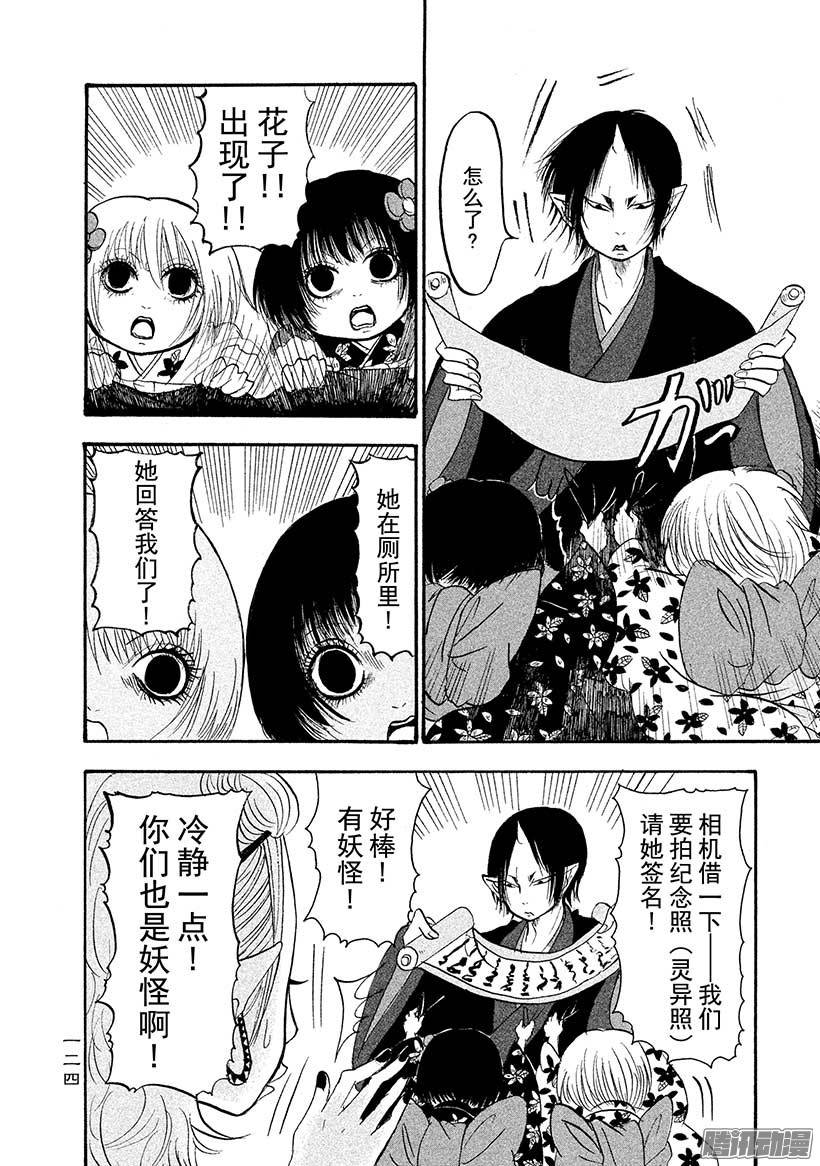 怎么了？
ガッ
花子！！
出现了！！
她在厕所里！
她回答我们了！
相机借一下——我们
要拍纪念照（灵异照）
请她签名！
好棒！
有妖怪！
冷静一点！
你们也是妖怪啊！
一二四
腾讯动漫